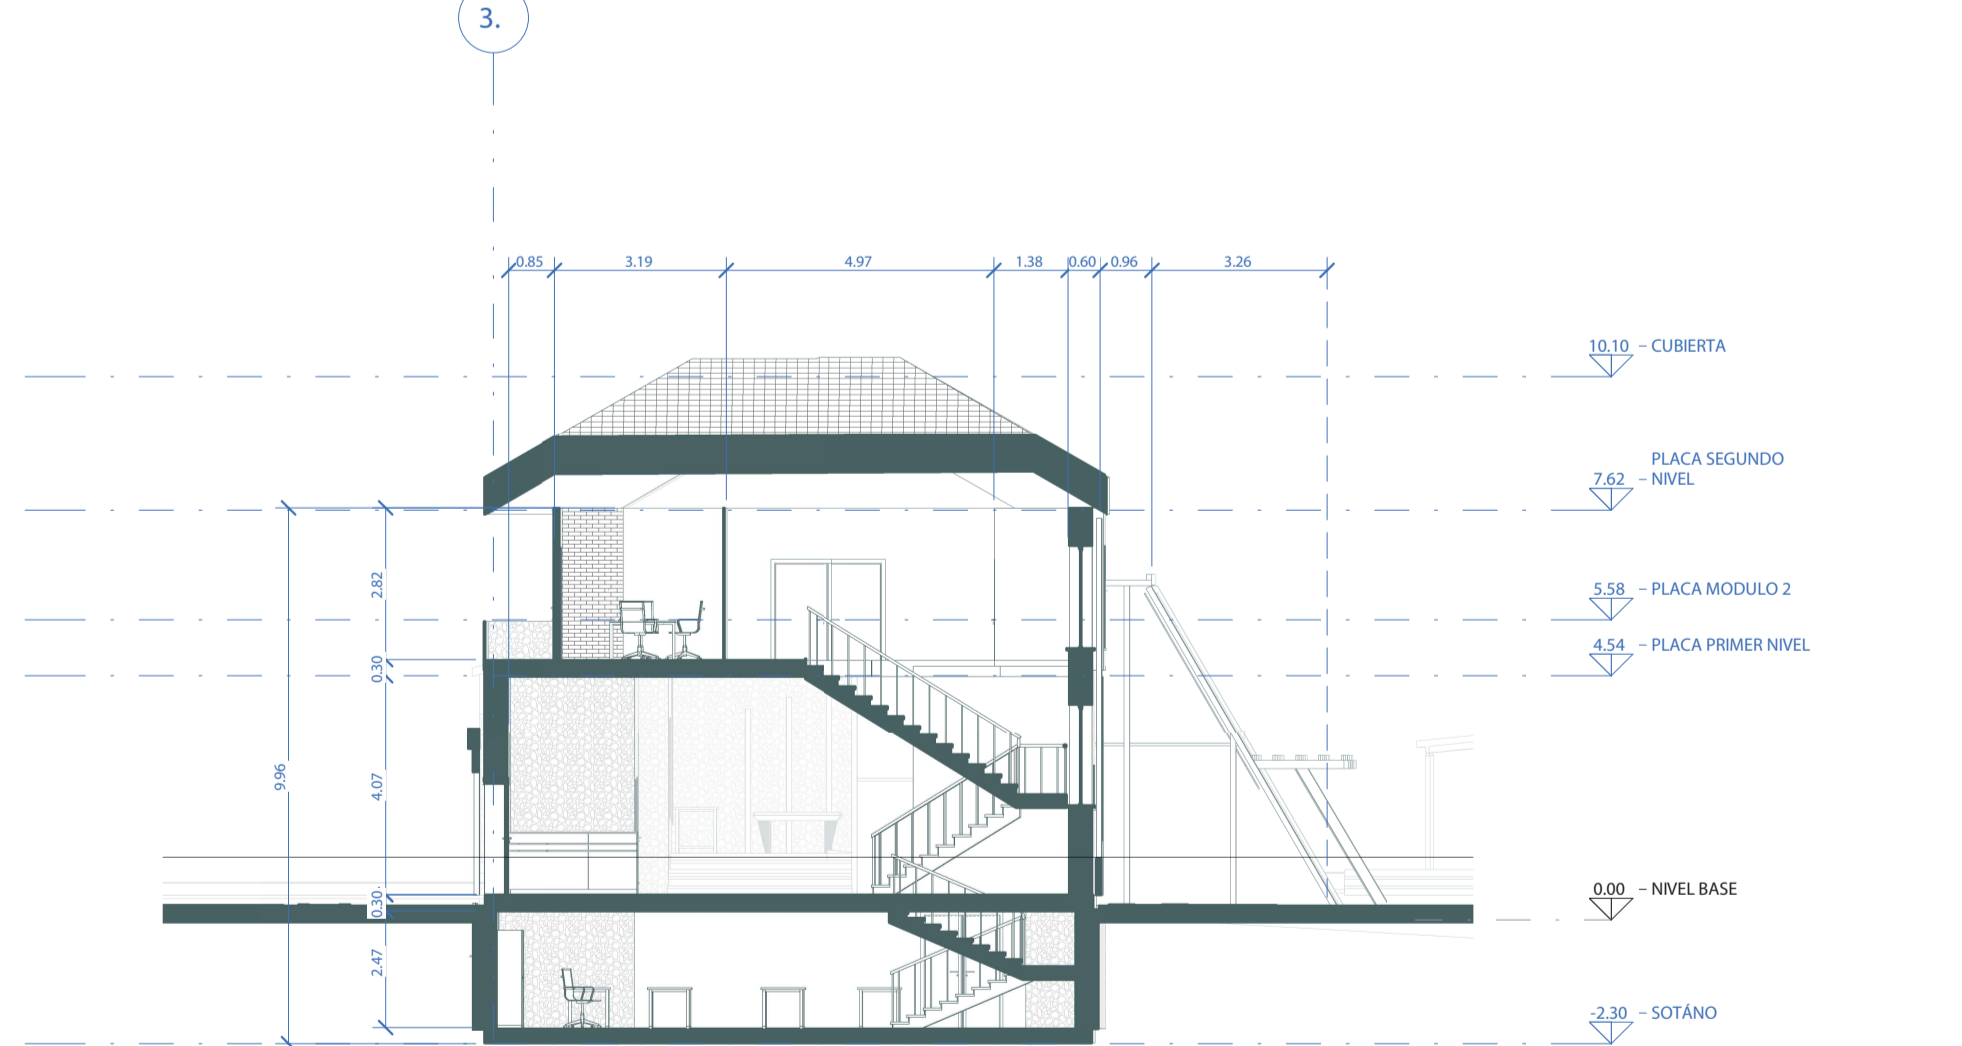 3.
0.85 3.19 4.97 1.38 0.60 0.96 3.26
10.10 – CUBIERTA
PLACA SEGUNDO
7.62 – NIVEL
2.82
5.58 – PLACA MODULO 2
4.54 – PLACA PRIMER NIVEL
0.30
9.96
4.07
0.00 – NIVEL BASE
0.30
2.47
-2.30 – SOTÁNO